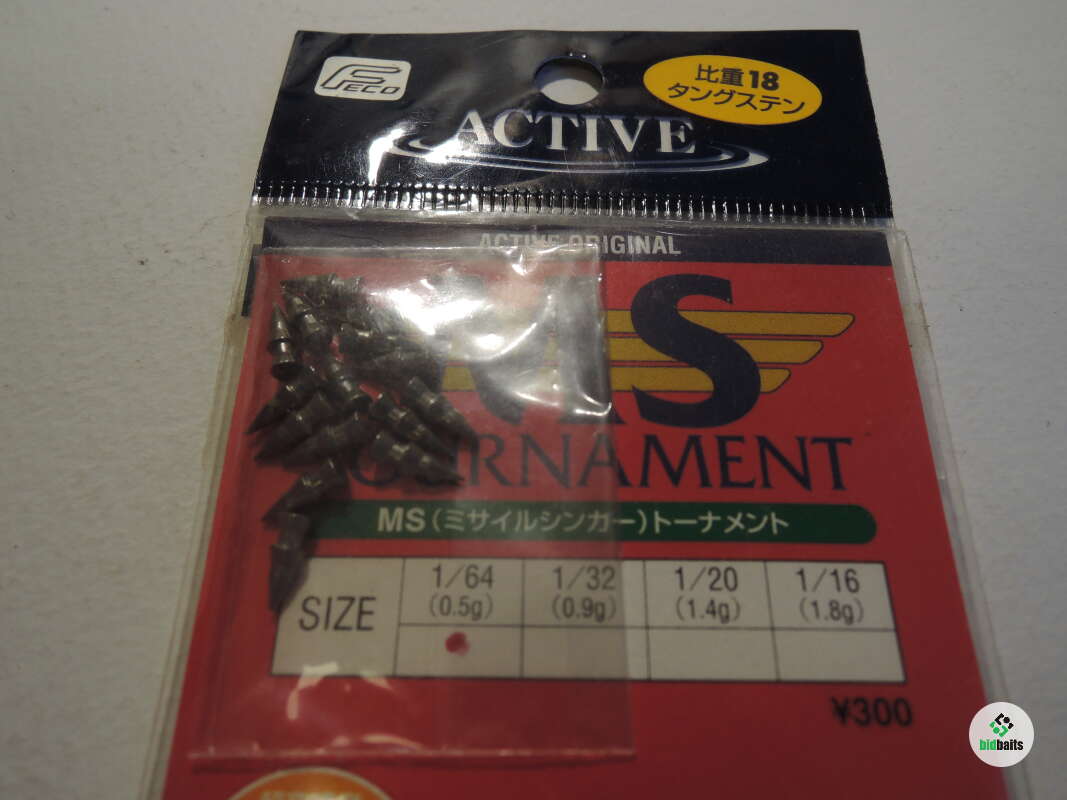 FECO
比重18
タングステン
ACTIVE
ACTIVE ORIGINAL
MS
TOURNAMENT
MS(ミサイルシンカー)トーナメント
SIZE
1/64 1/32 1/20 1/16
(0.5g) (0.9g) (1.4g) (1.8g)
¥300
bidbaits